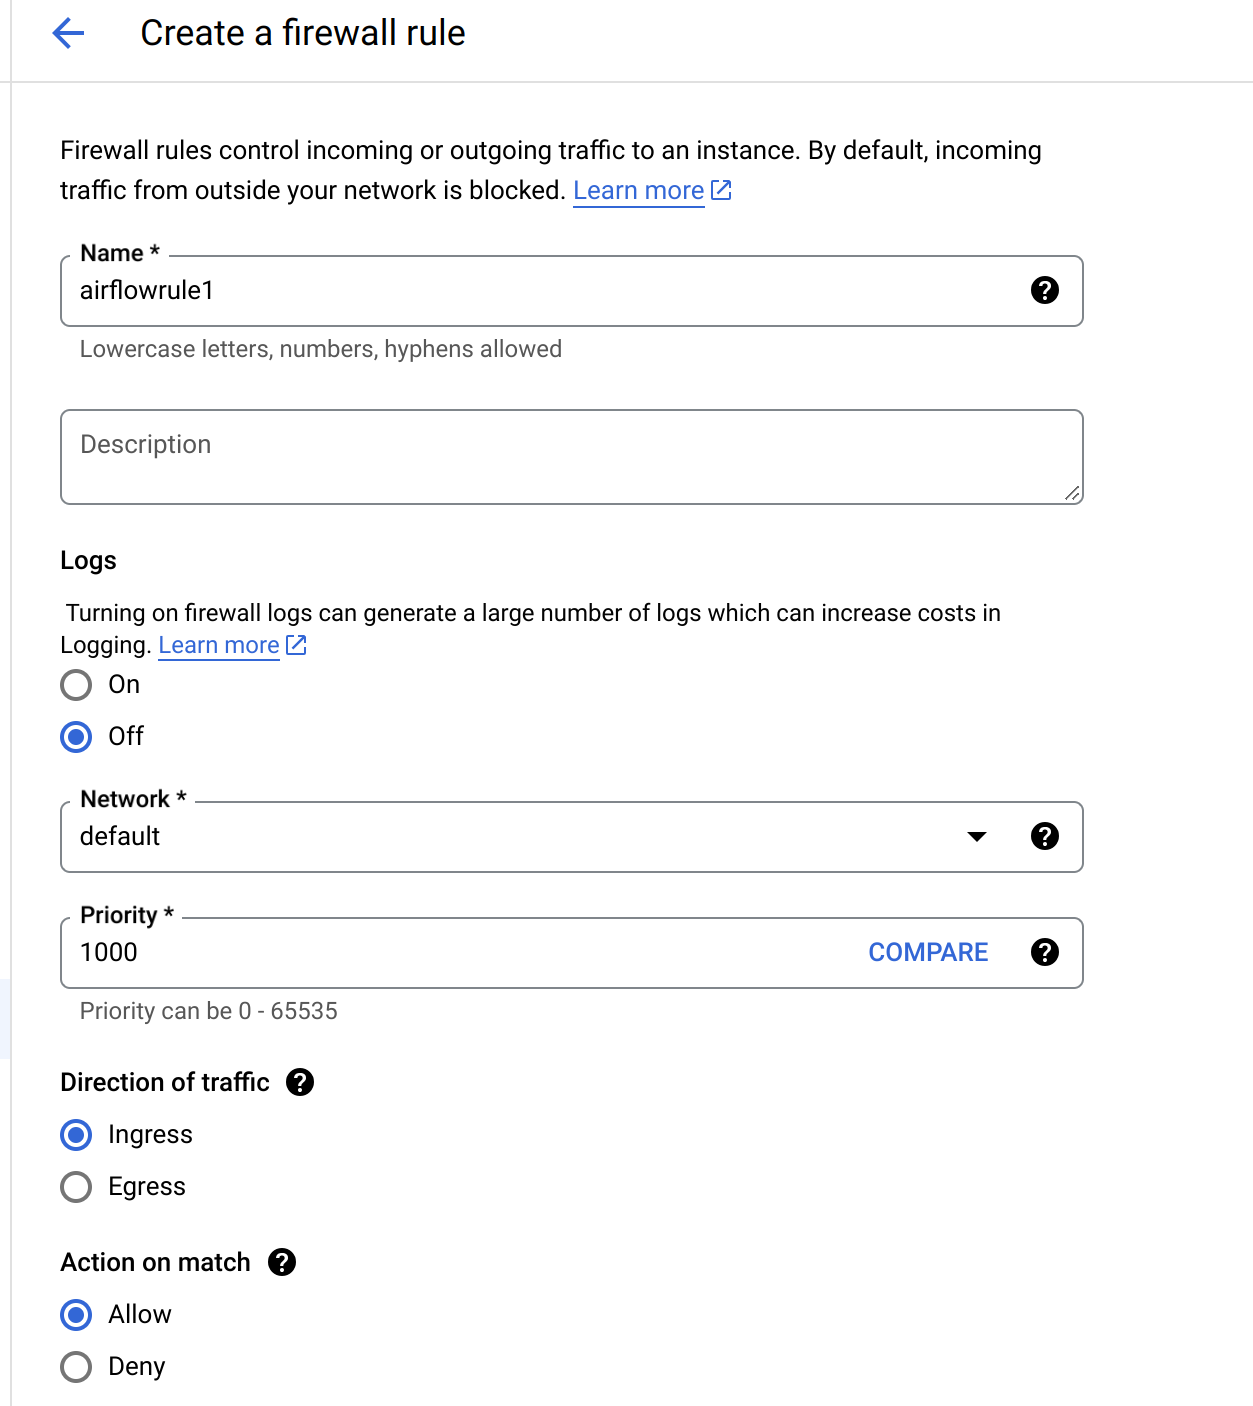 Create a firewall rule
Firewall rules control incoming or outgoing traffic to an instance. By default, incoming
traffic from outside your network is blocked. Learn more
Name *
airflowrule1
Lowercase letters, numbers, hyphens allowed
Description
Logs
Turning on firewall logs can generate a large number of logs which can increase costs in
Logging. Learn more
On
Off
Network *
default
Priority *
1000 COMPARE
Priority can be 0 - 65535
Direction of traffic
Ingress
Egress
Action on match
Allow
Deny